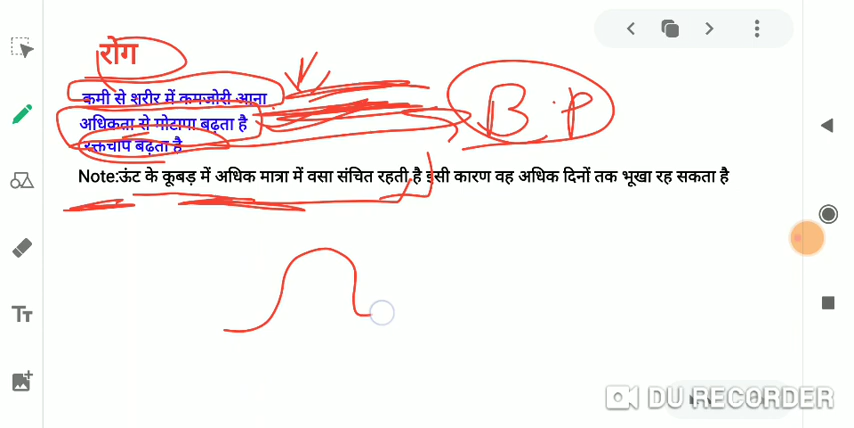 रोग
कमी से शरीर में कमजोरी आना
अधिकता से मोटापा बढ़ता है
रक्तचाप बढ़ता है
B.P
Note:ऊंट के कूबड़ में अधिक मात्रा में वसा संचित रहती है इसी कारण वह अधिक दिनों तक भूखा रह सकता है
TT
DU RECORDER